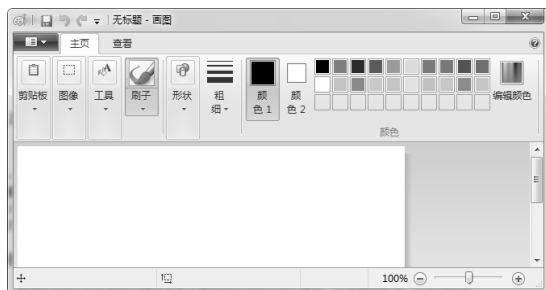 无标题 - 画图
主页 查看
剪贴板 图像 工具 刷子 形状 粗细 颜色 1 颜色 2 编辑颜色
颜色
100%